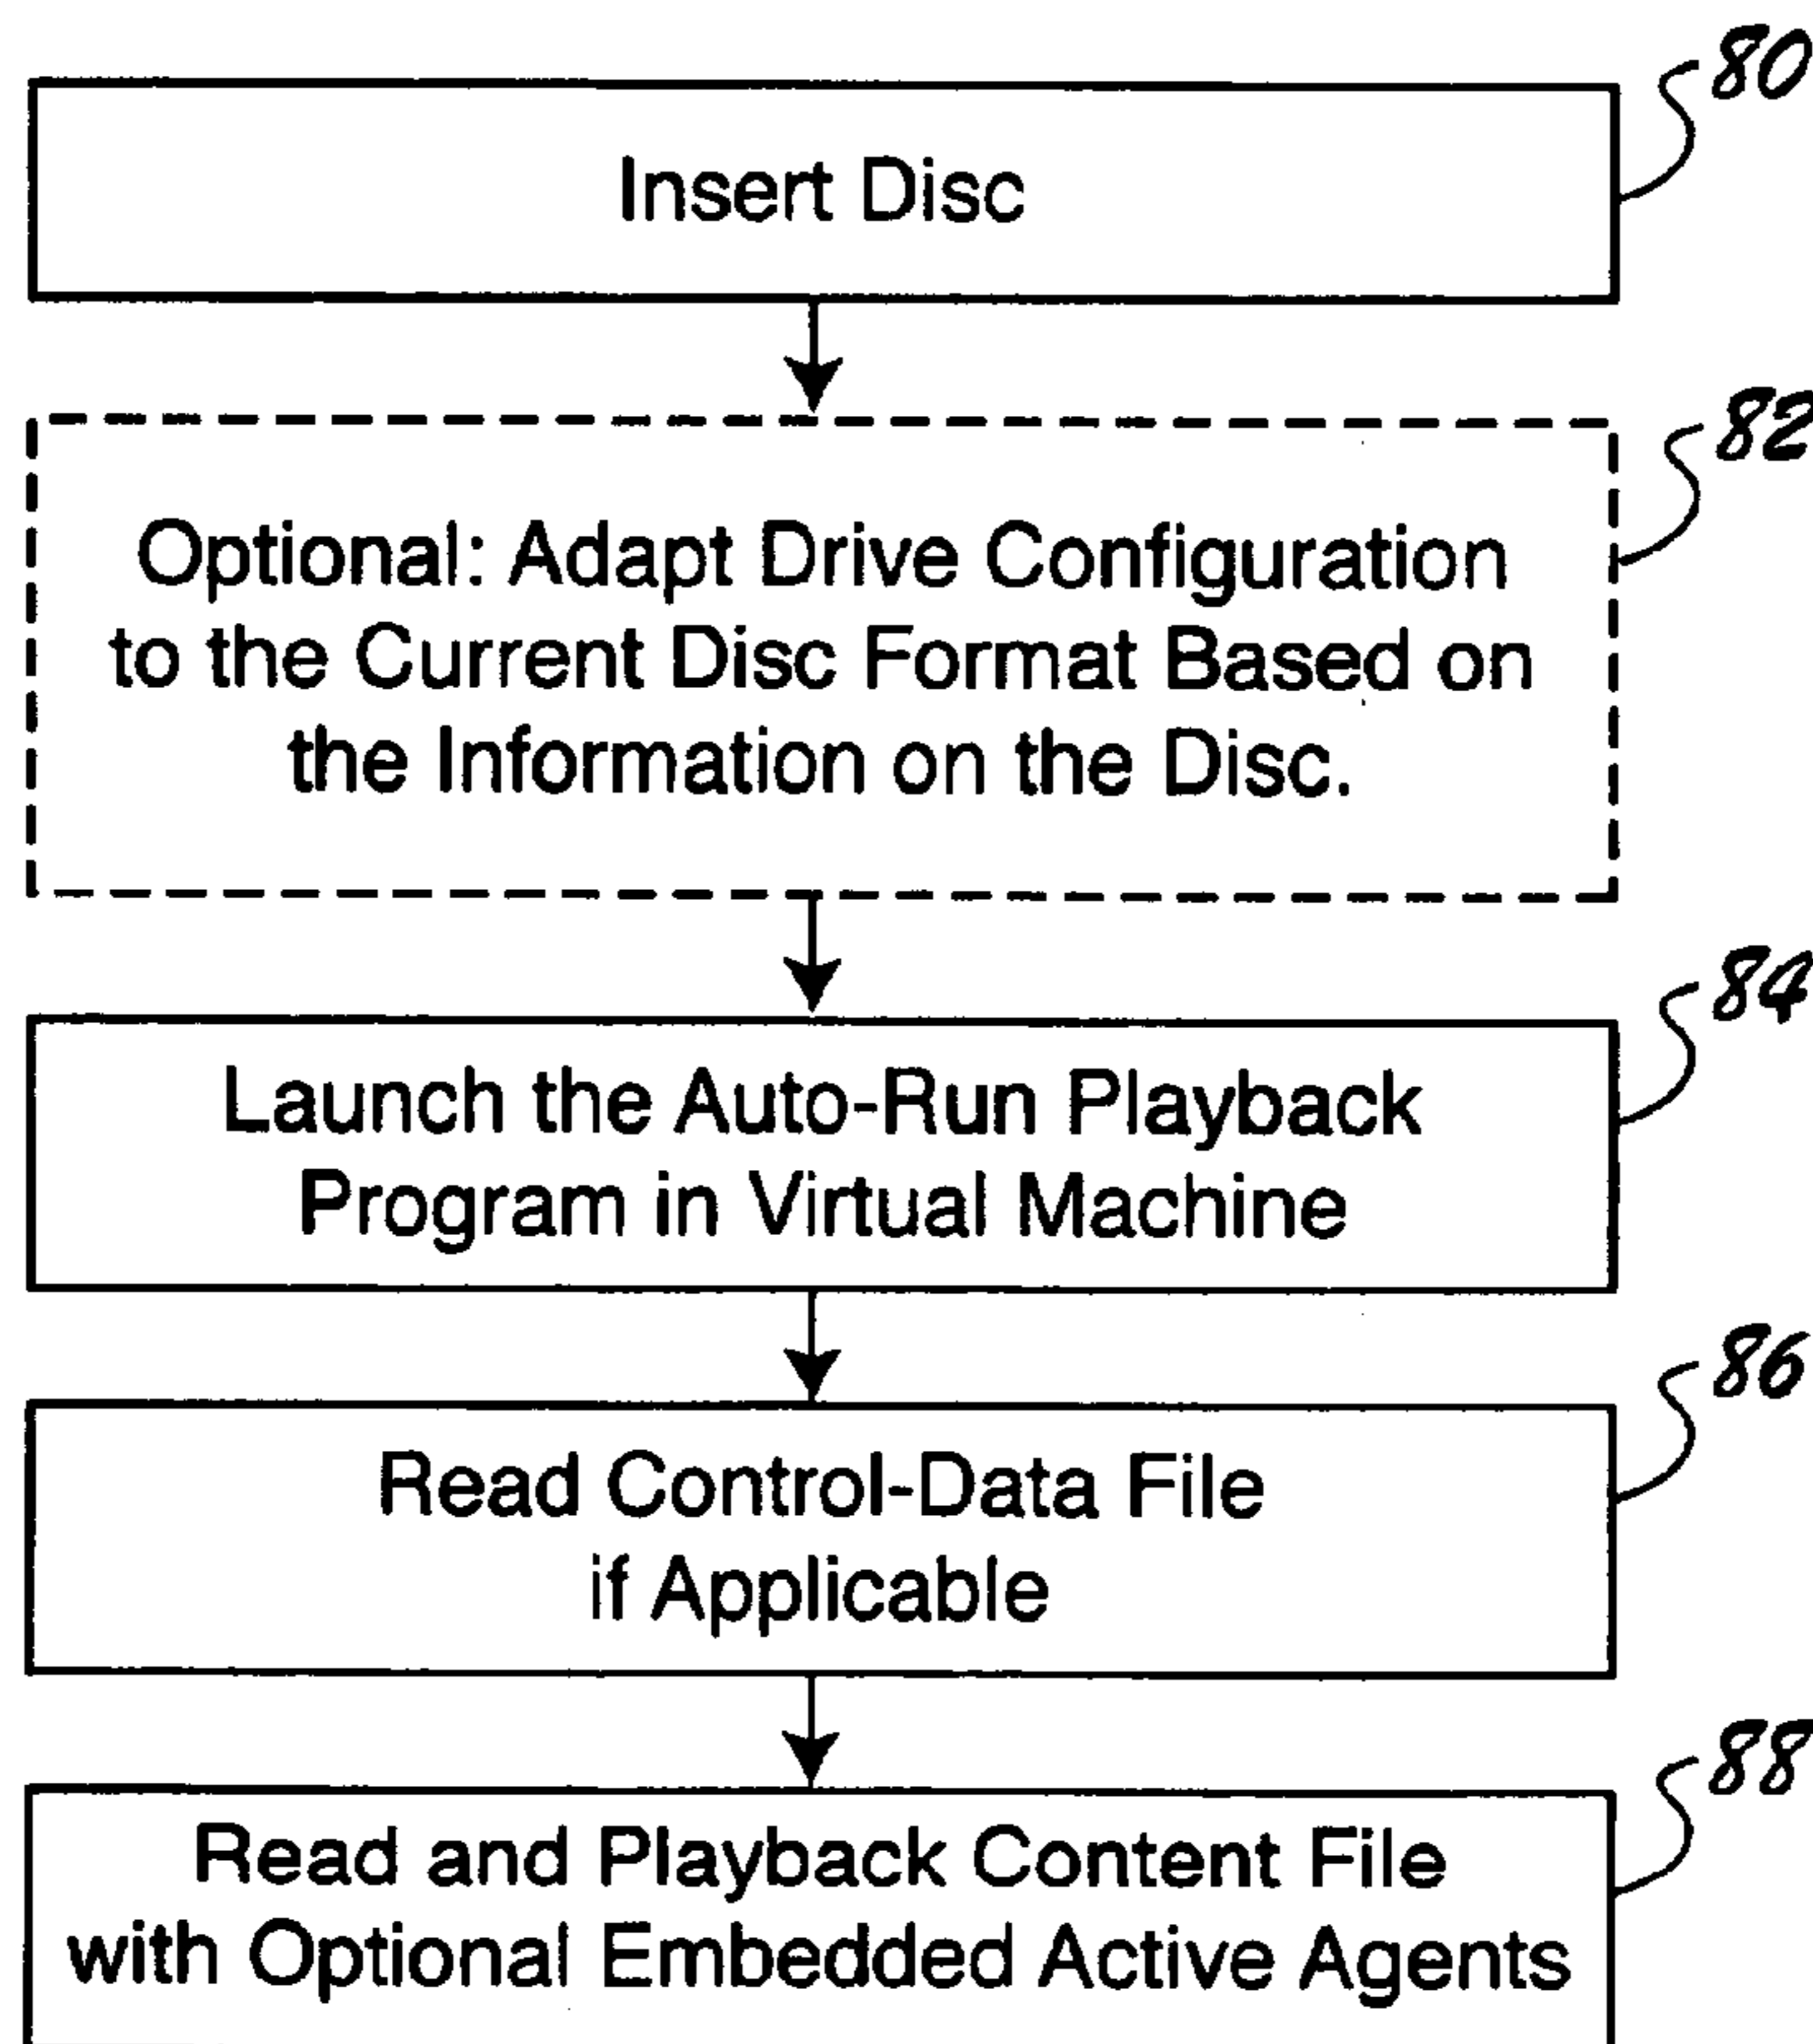 80
Insert Disc
82
Optional: Adapt Drive Configuration
to the Current Disc Format Based on
the Information on the Disc.
84
Launch the Auto-Run Playback
Program in Virtual Machine
86
Read Control-Data File
if Applicable
88
Read and Playback Content File
with Optional Embedded Active Agents